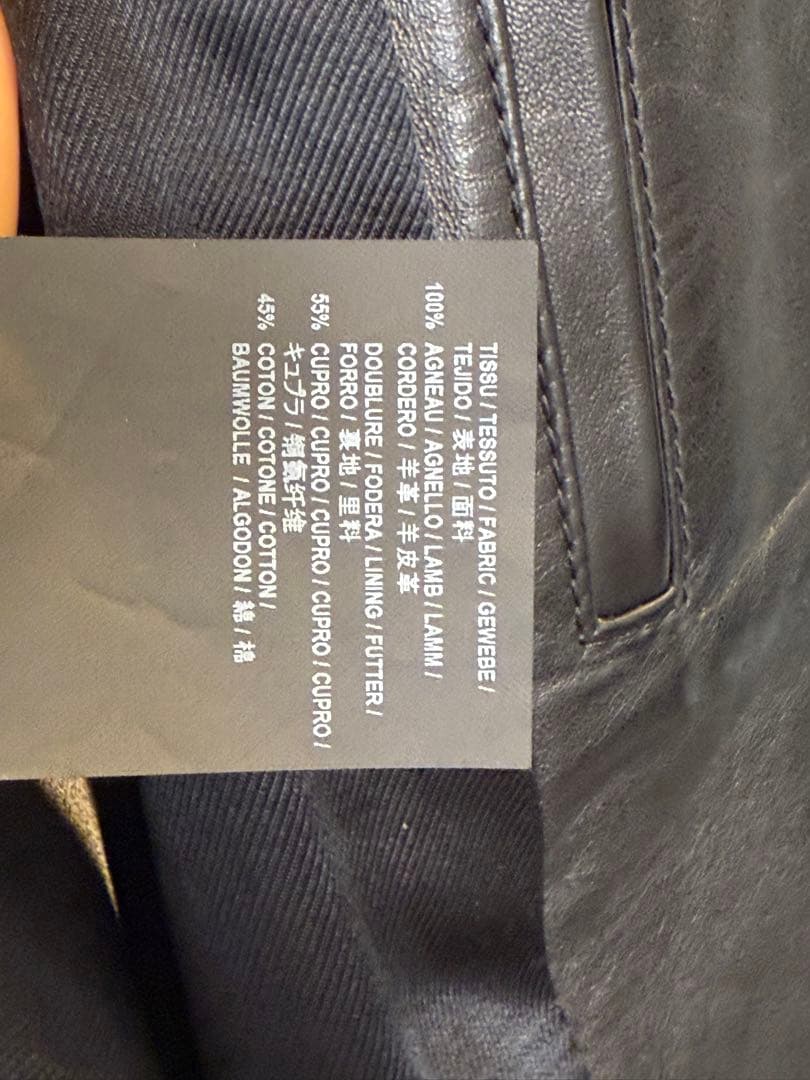 TISSU / TESSUTO / FABRIC / GEWEBE /
TEJIDO / 表地 / 面料
100% AGNEAU / AGNELLO / LAMB / LAMM /
CORDERO / 羊革 / 羊皮革
DOUBLURE / FODERA / LINING / FUTTER /
FORRO / 裏地 / 里料
55% CUPRO / CUPRO / CUPRO / CUPRO / CUPRO /
キュプラ / 銅氨纤维
45% COTON / COTONE / COTTON /
BAUMWOLLE / ALGODON / 綿 / 棉